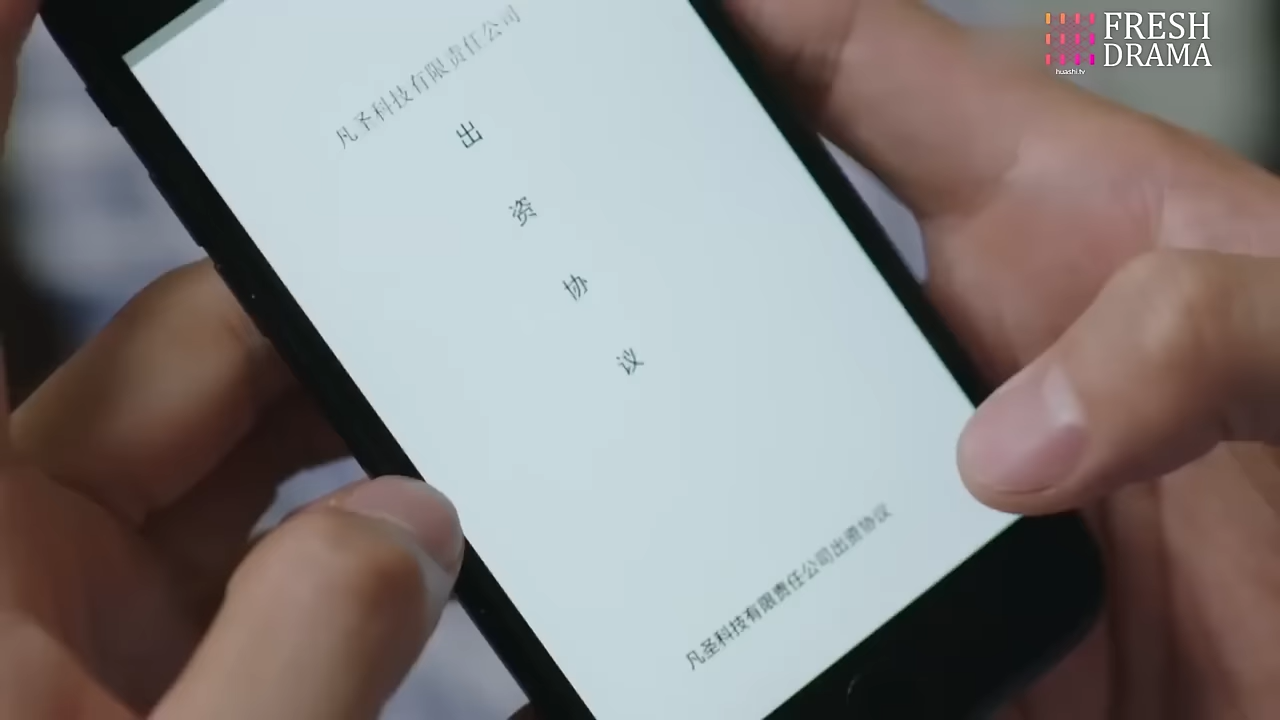 凡圣科技有限责任公司
出
资
协
议
凡圣科技有限责任公司出资协议
FRESH
DRAMA
huashi.tv